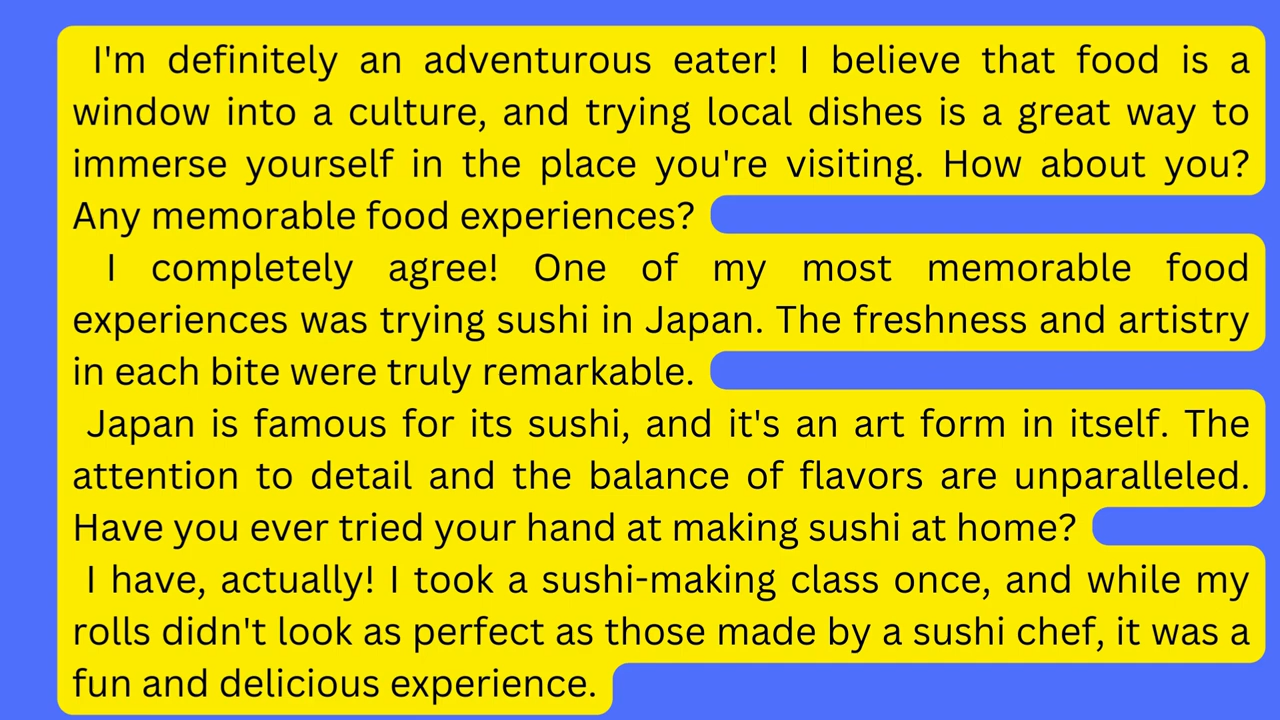 I'm definitely an adventurous eater! I believe that food is a
window into a culture, and trying local dishes is a great way to
immerse yourself in the place you're visiting. How about you?
Any memorable food experiences?
I completely agree! One of my most memorable food
experiences was trying sushi in Japan. The freshness and artistry
in each bite were truly remarkable.
Japan is famous for its sushi, and it's an art form in itself. The
attention to detail and the balance of flavors are unparalleled.
Have you ever tried your hand at making sushi at home?
I have, actually! I took a sushi-making class once, and while my
rolls didn't look as perfect as those made by a sushi chef, it was a
fun and delicious experience.